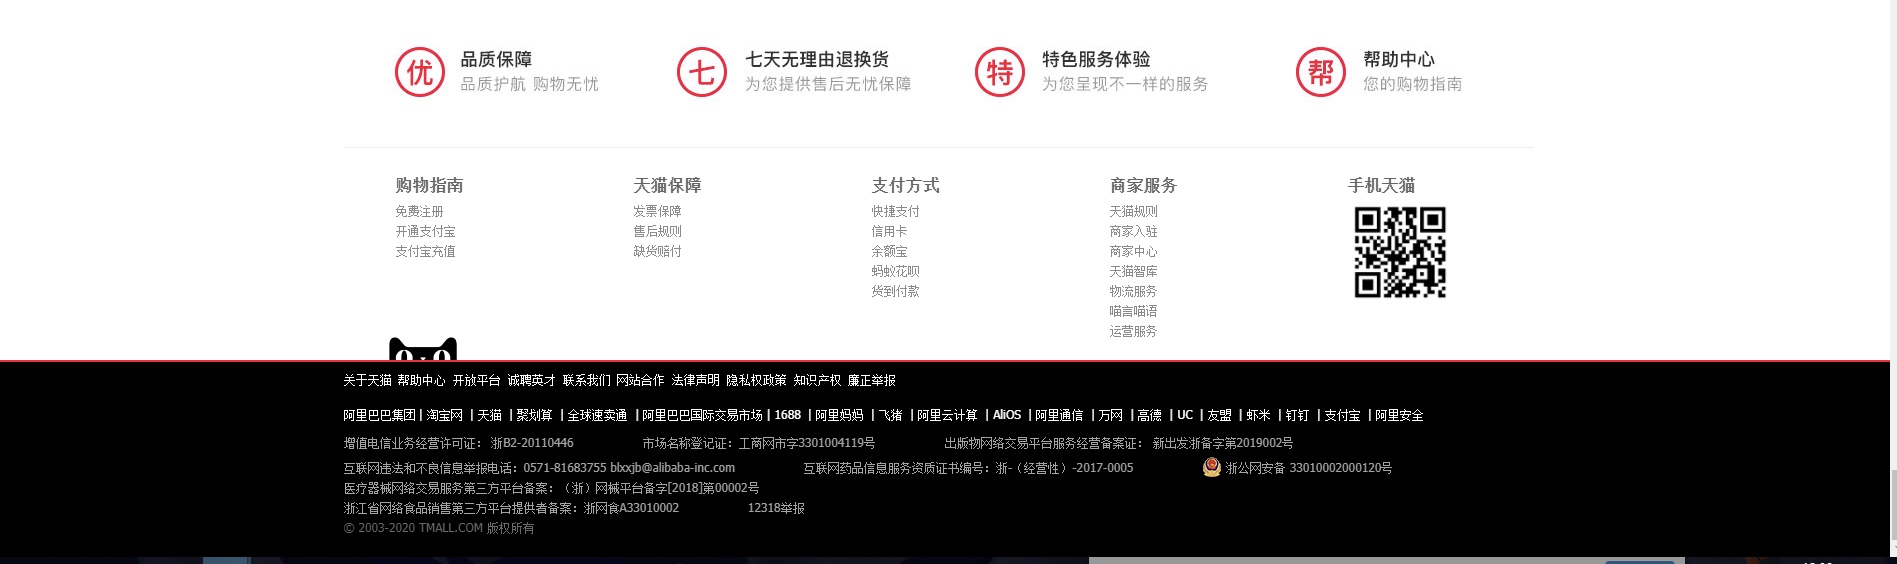 优 品质保障 七 七天无理由退换货 特 特色服务体验 帮 帮助中心
品质护航 购物无忧 为您提供售后无忧保障 为您呈现不一样的服务 您的购物指南
购物指南 天猫保障 支付方式 商家服务 手机天猫
免费注册 发票保障 快捷支付 天猫规则
开通支付宝 售后规则 信用卡 商家入驻
支付宝充值 缺货赔付 余额宝 商家中心
蚂蚁花呗 天猫智库
货到付款 物流服务
喵言喵语
运营服务
关于天猫 帮助中心 开放平台 诚聘英才 联系我们 网站合作 法律声明 隐私权政策 知识产权 廉正举报
阿里巴巴集团 | 淘宝网 | 天猫 | 聚划算 | 全球速卖通 | 阿里巴巴国际交易市场 | 1688 | 阿里妈妈 | 飞猪 | 阿里云计算 | AliOS | 阿里通信 | 万网 | 高德 | UC | 友盟 | 虾米 | 钉钉 | 支付宝 | 阿里安全
增值电信业务经营许可证： 浙B2-20110446 市场名称登记证：工商网市字3301004119号 出版物网络交易平台服务经营备案证： 新出发浙备字第2019002号
互联网违法和不良信息举报电话：0571-81683755 blxxjb@alibaba-inc.com 互联网药品信息服务资质证书编号：浙-（经营性）-2017-0005 浙公网安备 33010002000120号
医疗器械网络交易服务第三方平台备案：（浙）网械平台备字[2018]第00002号
浙江省网络食品销售第三方平台提供者备案：浙网食A33010002 12318举报
© 2003-2020 TMALL.COM 版权所有